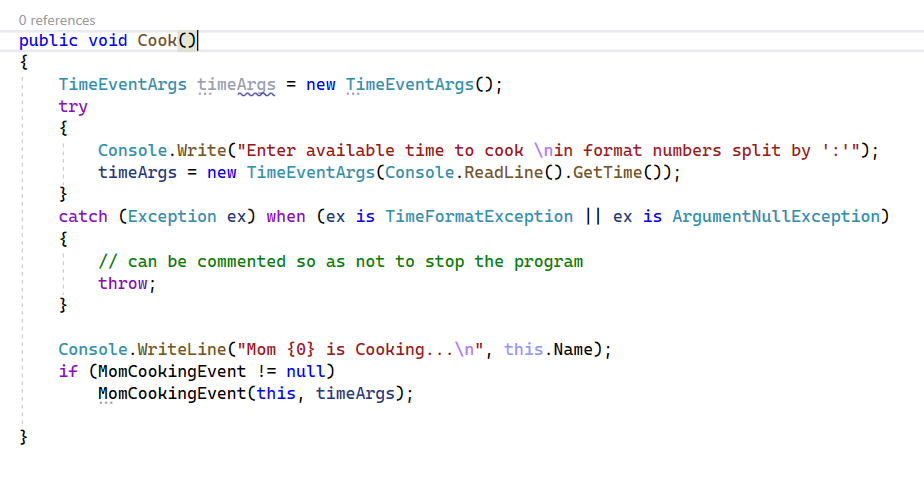 0 references
public void Cook()
{
    TimeEventArgs timeArgs = new TimeEventArgs();
    try
    {
        Console.Write("Enter available time to cook \nin format numbers split by ':'");
        timeArgs = new TimeEventArgs(Console.ReadLine().GetTime());
    }
    catch (Exception ex) when (ex is TimeFormatException || ex is ArgumentNullException)
    {
        // can be commented so as not to stop the program
        throw;
    }
    Console.WriteLine("Mom {0} is Cooking...\n", this.Name);
    if (MomCookingEvent != null)
        MomCookingEvent(this, timeArgs);
}